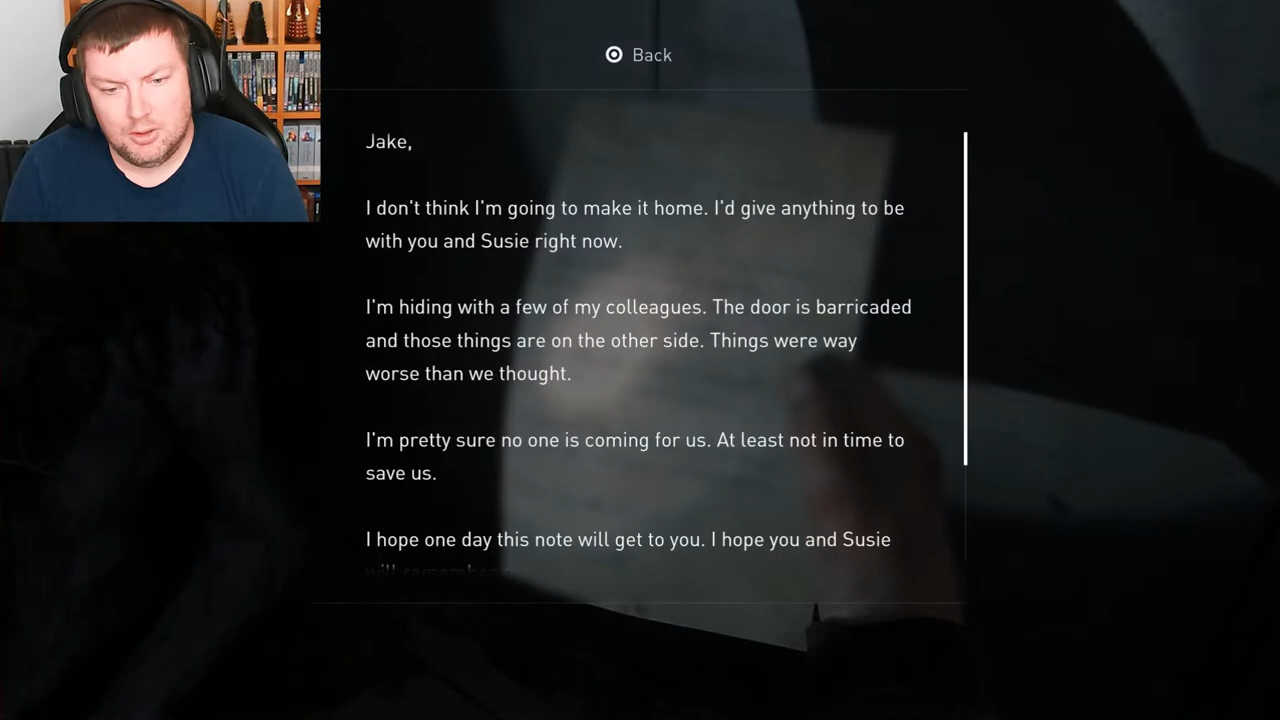 Back
Jake,
I don't think I'm going to make it home. I'd give anything to be
with you and Susie right now.
I'm hiding with a few of my colleagues. The door is barricaded
and those things are on the other side. Things were way
worse than we thought.
I'm pretty sure no one is coming for us. At least not in time to
save us.
I hope one day this note will get to you. I hope you and Susie
will remember